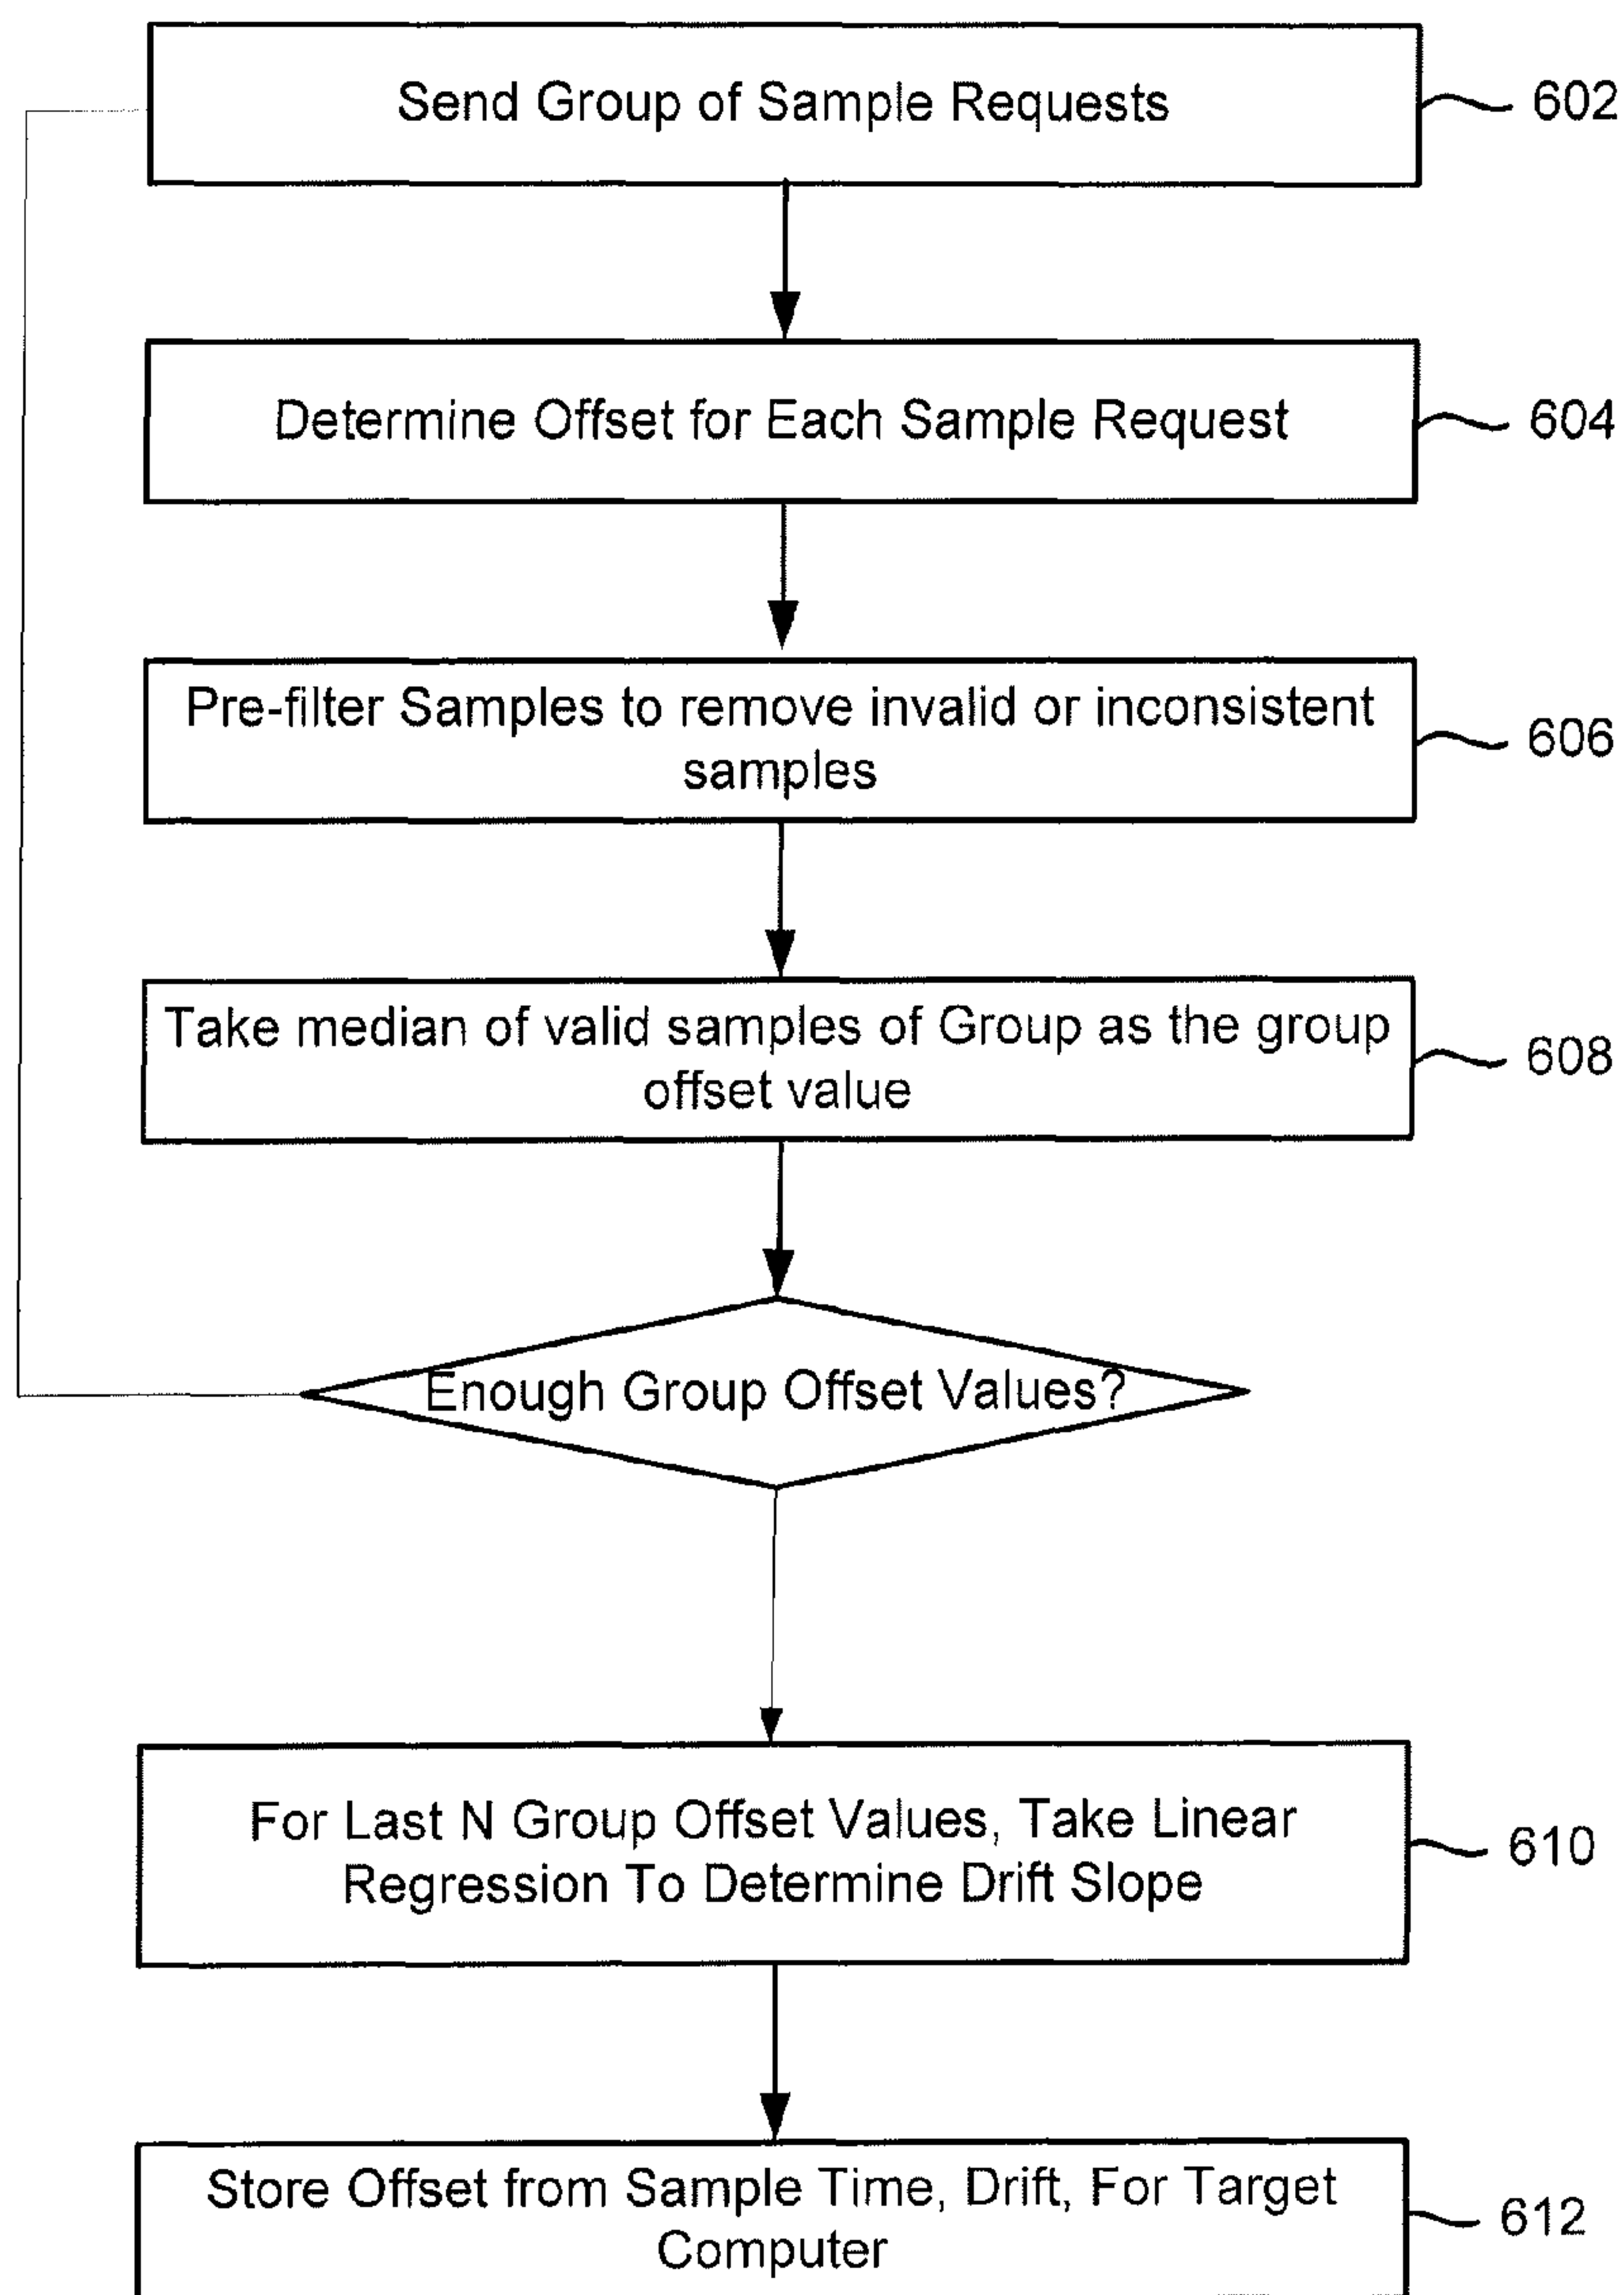 Send Group of Sample Requests
602
Determine Offset for Each Sample Request
604
Pre-filter Samples to remove invalid or inconsistent
samples
606
Take median of valid samples of Group as the group
offset value
608
Enough Group Offset Values?
For Last N Group Offset Values, Take Linear
Regression To Determine Drift Slope
610
Store Offset from Sample Time, Drift, For Target
Computer
612